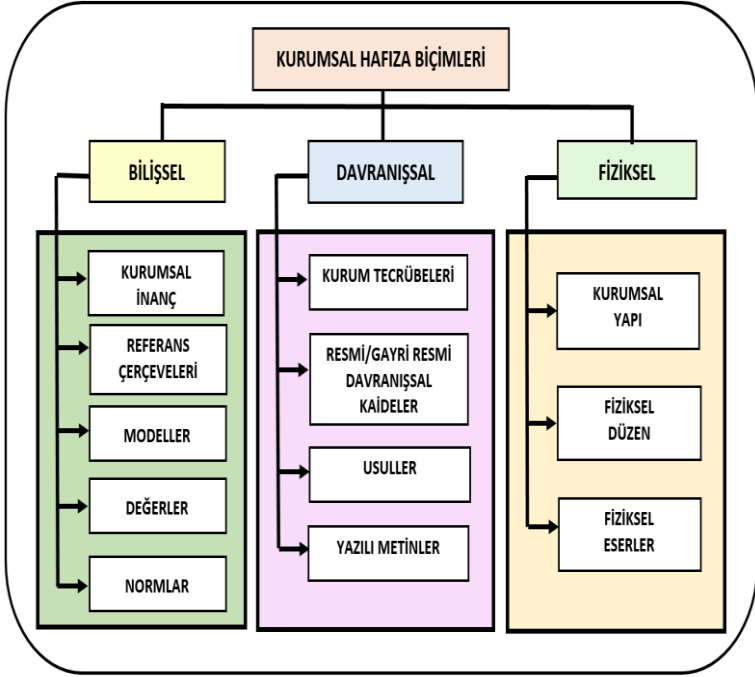 KURUMSAL HAFIZA BİÇİMLERİ
BİLİŞSEL
DAVRANIŞSAL
FİZİKSEL
KURUMSAL
İNANÇ
REFERANS
ÇERÇEVELERİ
MODELLER
DEĞERLER
NORMLAR
KURUM TECRÜBELERİ
RESMİ/GAYRİ RESMİ
DAVRANIŞSAL
KAİDELER
USULLER
YAZILI METİNLER
KURUMSAL
YAPI
FİZİKSEL
DÜZEN
FİZİKSEL
ESERLER